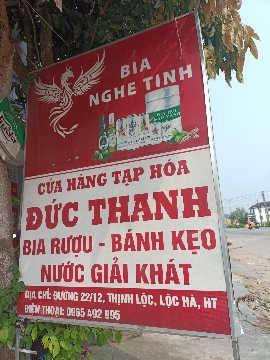 BIA
NGHE TINH
CỬA HÀNG TẠP HÓA
ĐỨC THANH
BIA RƯỢU - BÁNH KẸO
NƯỚC GIẢI KHÁT
ĐỊA CHỈ: ĐƯỜNG 22/12, THỊNH LỘC, LỘC HÀ, HT
ĐIỆN THOẠI: 0965 492 895